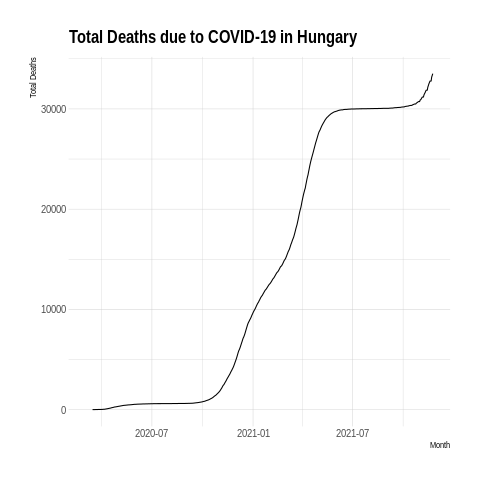 Total Deaths due to COVID-19 in Hungary
Total Deaths
30000
20000
10000
0
2020-07 2021-01 2021-07
Month